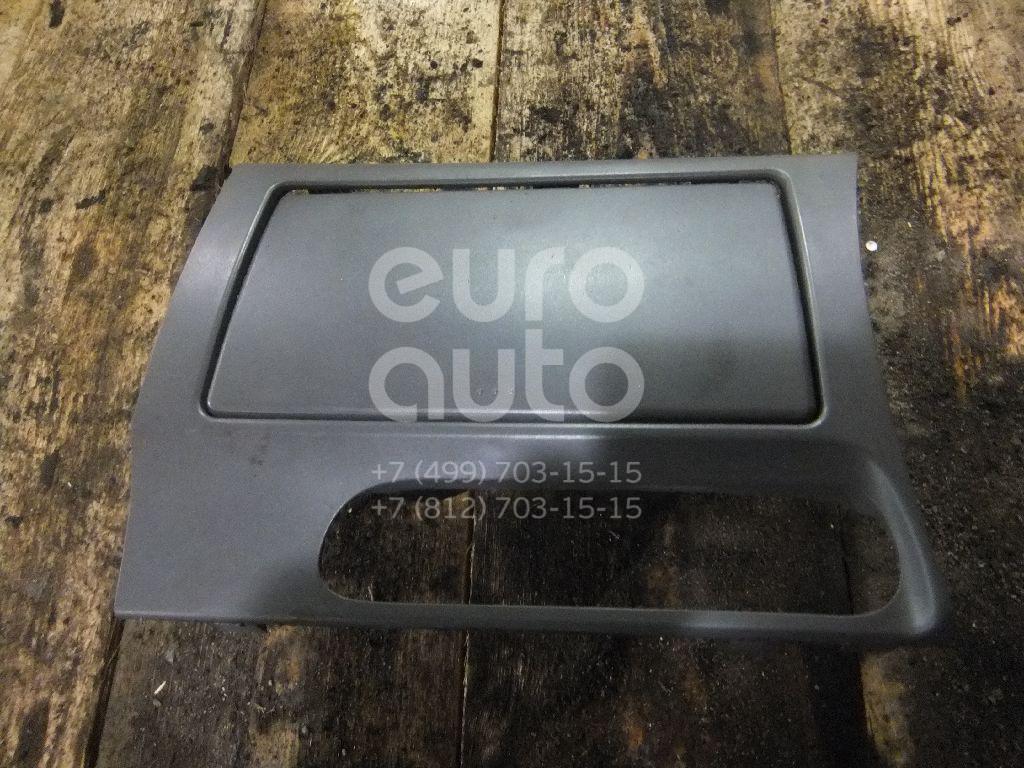 euro
auto
+7 (499) 703-15-15
+7 (812) 703-15-15